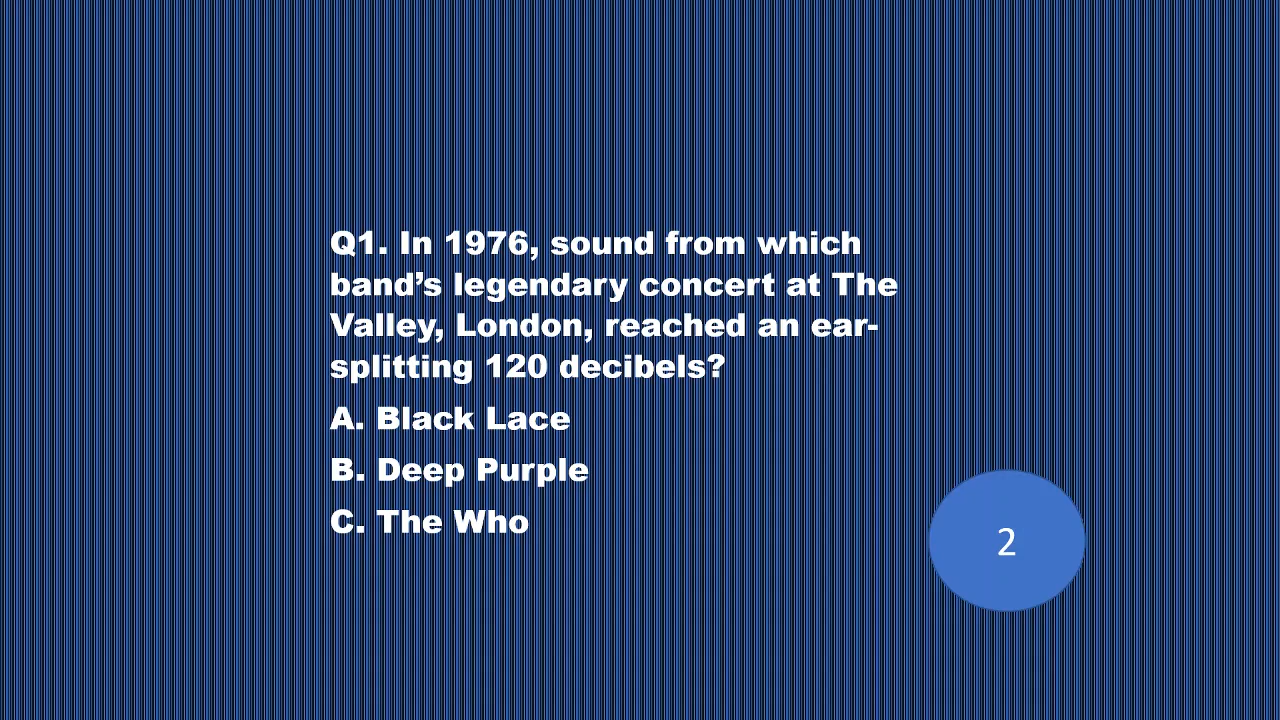 Q1. In 1976, sound from which
band’s legendary concert at The
Valley, London, reached an ear-
splitting 120 decibels?
A. Black Lace
B. Deep Purple
C. The Who
2